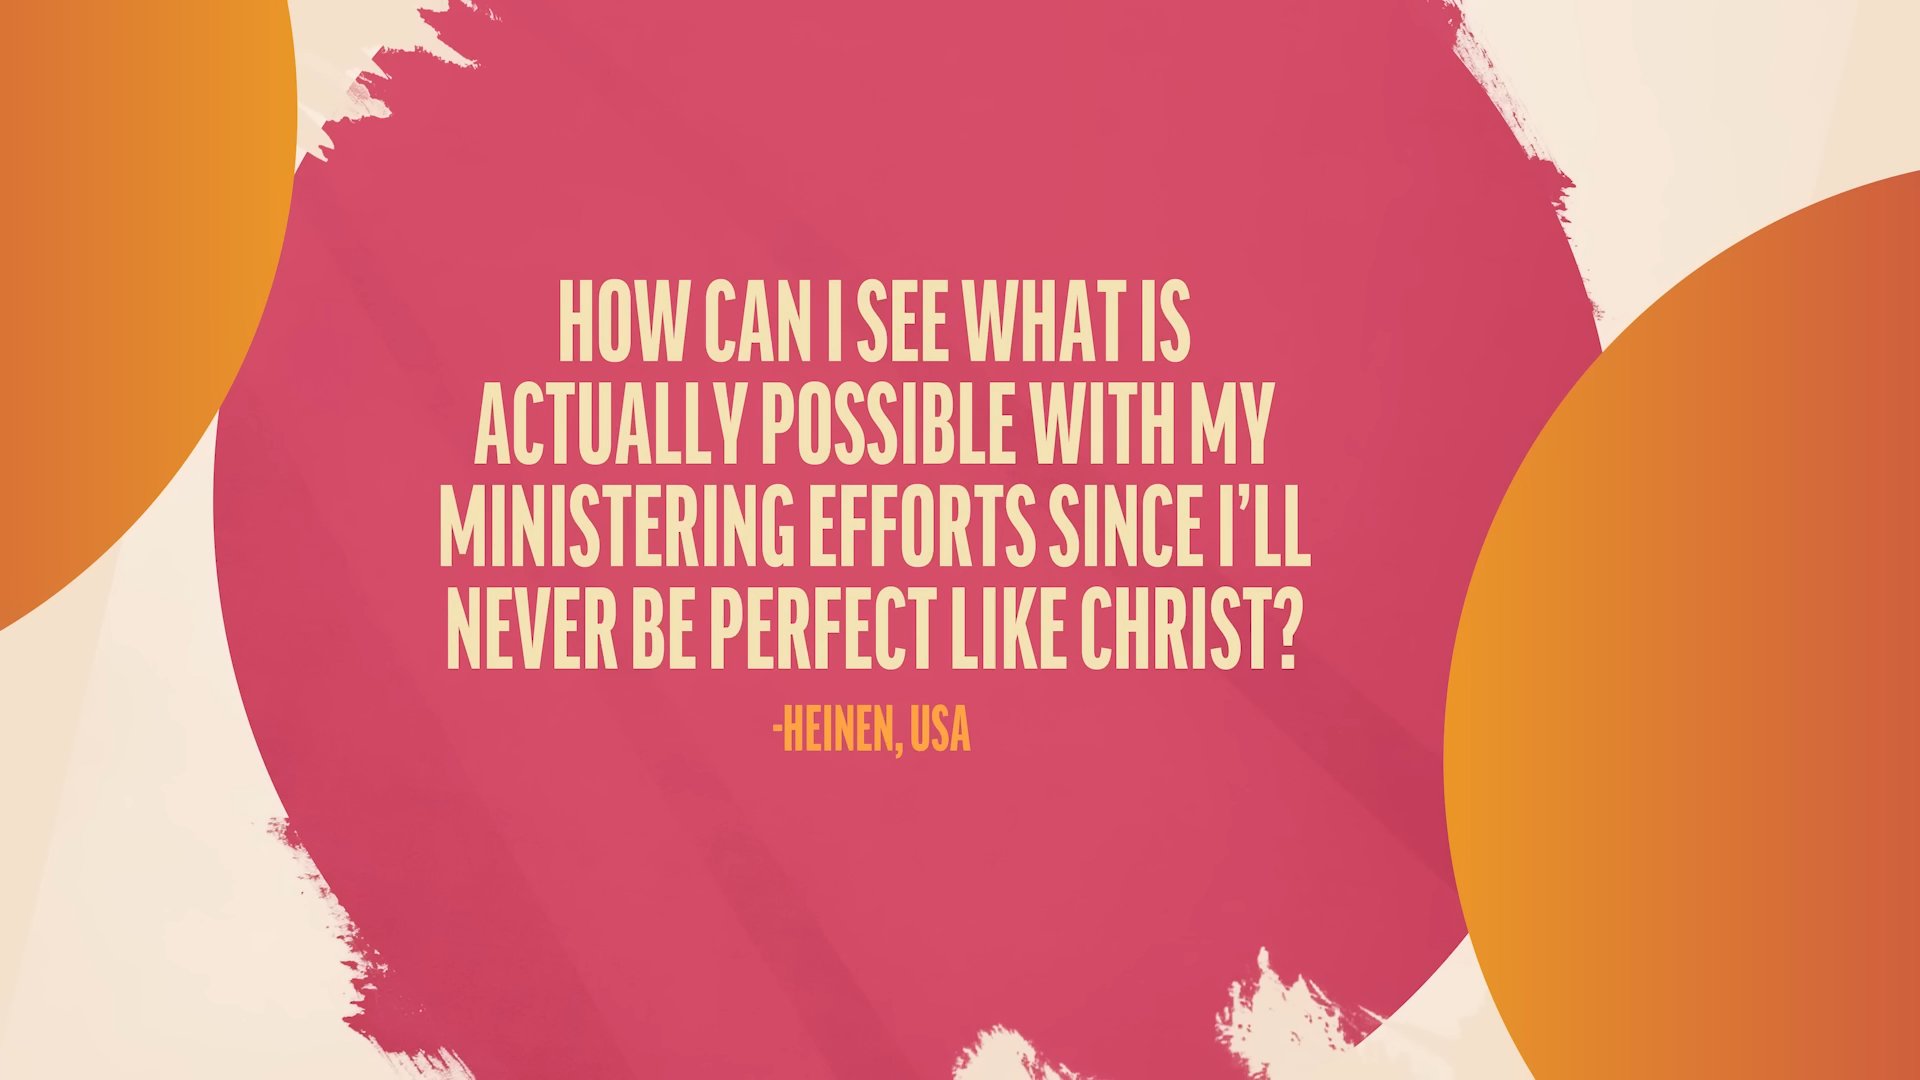 HOW CAN I SEE WHAT IS
ACTUALLY POSSIBLE WITH MY
MINISTERING EFFORTS SINCE I’LL
NEVER BE PERFECT LIKE CHRIST?
-HEINEN, USA